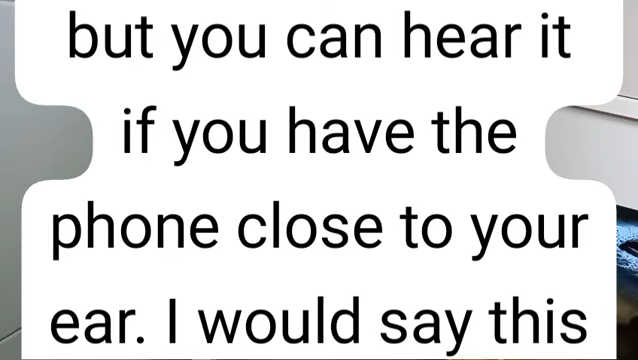 but you can hear it
if you have the
phone close to your
ear. I would say this